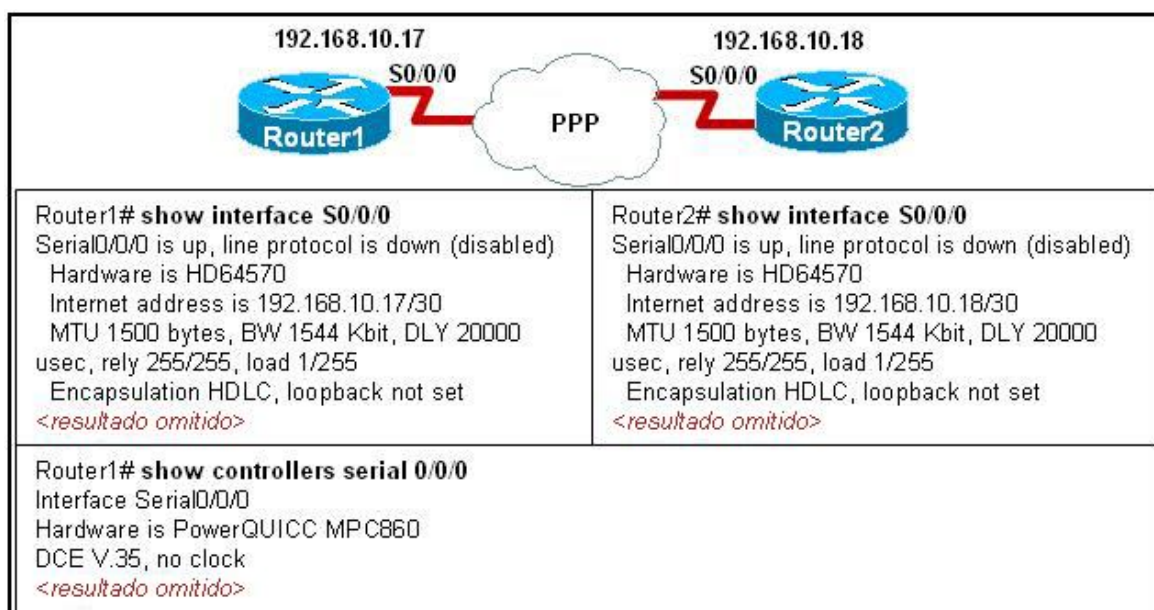 192.168.10.17
192.168.10.18
S0/0/0
S0/0/0
PPP
Router1
Router2
Router1# show interface S0/0/0
Serial0/0/0 is up, line protocol is down (disabled)
Hardware is HD64570
Internet address is 192.168.10.17/30
MTU 1500 bytes, BW 1544 Kbit, DLY 20000
usec, rely 255/255, load 1/255
Encapsulation HDLC, loopback not set
<resultado omitido>
Router2# show interface S0/0/0
Serial0/0/0 is up, line protocol is down (disabled)
Hardware is HD64570
Internet address is 192.168.10.18/30
MTU 1500 bytes, BW 1544 Kbit, DLY 20000
usec, rely 255/255, load 1/255
Encapsulation HDLC, loopback not set
<resultado omitido>
Router1# show controllers serial 0/0/0
Interface Serial0/0/0
Hardware is PowerQUICC MPC860
DCE V.35, no clock
<resultado omitido>